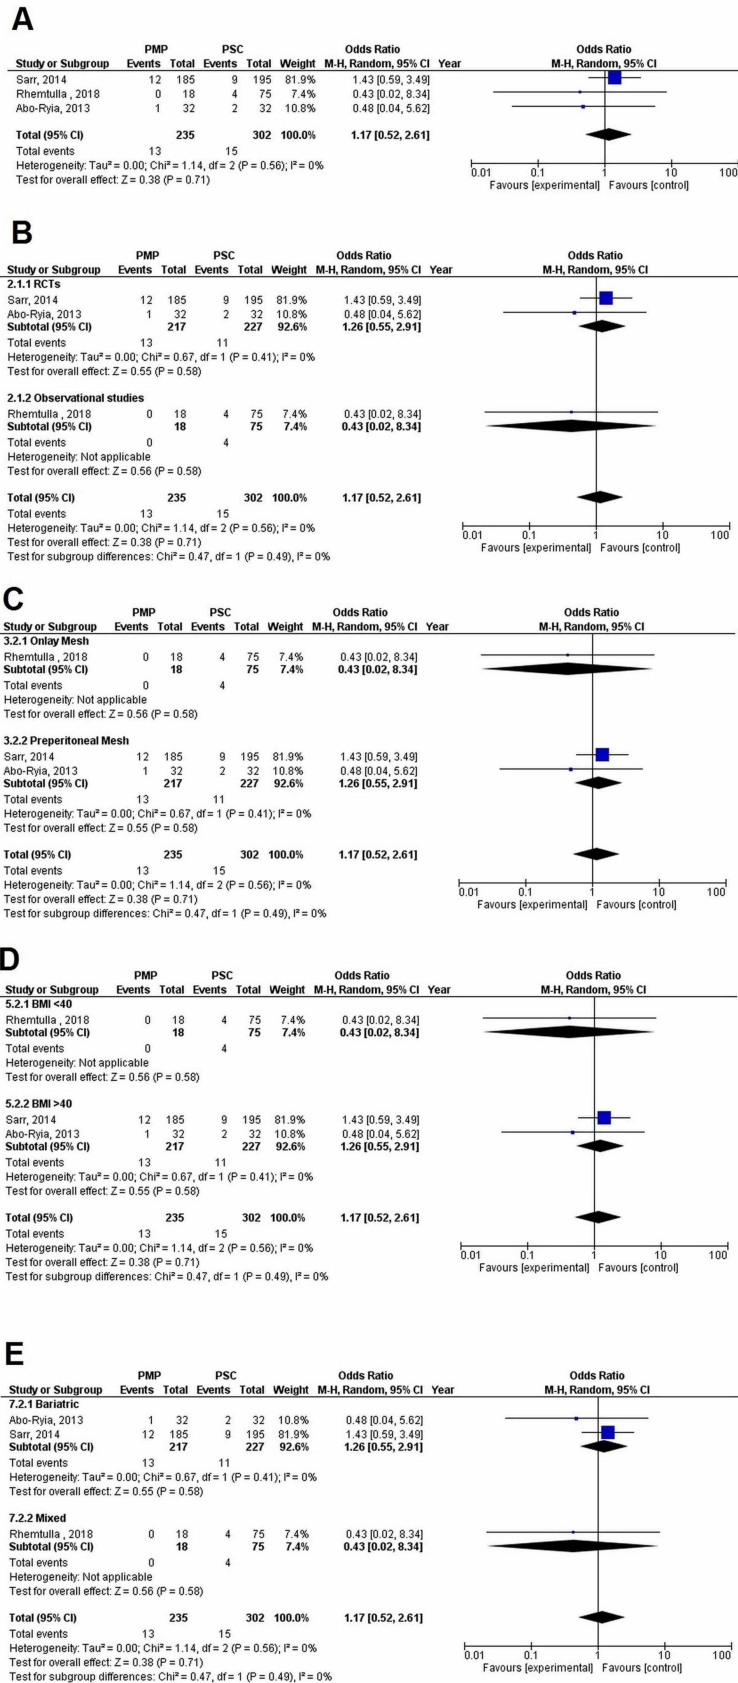 A
PMP PSC Odds Ratio Odds Ratio
Study or Subgroup Events Total Events Total Weight M-H, Random, 95% CI Year M-H, Random, 95% CI
Sarr, 2014 12 185 9 195 81.9% 1.43 [0.59, 3.49]
Rhemtulla , 2018 0 18 4 75 7.4% 0.43 [0.02, 8.34]
Abo-Ryia, 2013 1 32 2 32 10.8% 0.48 [0.04, 5.62]
Total (95% CI) 235 302 100.0% 1.17 [0.52, 2.61]
Total events 13 15
Heterogeneity: Tau² = 0.00; Chi² = 1.14, df = 2 (P = 0.56); I² = 0%
Test for overall effect: Z = 0.38 (P = 0.71)
0.01 0.1 1 10 100
Favours [experimental] Favours [control]
B
PMP PSC Odds Ratio Odds Ratio
Study or Subgroup Events Total Events Total Weight M-H, Random, 95% CI Year M-H, Random, 95% CI
2.1.1 RCTs
Sarr, 2014 12 185 9 195 81.9% 1.43 [0.59, 3.49]
Abo-Ryia, 2013 1 32 2 32 10.8% 0.48 [0.04, 5.62]
Subtotal (95% CI) 217 227 92.6% 1.26 [0.55, 2.91]
Total events 13 11
Heterogeneity: Tau² = 0.00; Chi² = 0.67, df = 1 (P = 0.41); I² = 0%
Test for overall effect: Z = 0.55 (P = 0.58)
2.1.2 Observational studies
Rhemtulla , 2018 0 18 4 75 7.4% 0.43 [0.02, 8.34]
Subtotal (95% CI) 18 75 7.4% 0.43 [0.02, 8.34]
Total events 0 4
Heterogeneity: Not applicable
Test for overall effect: Z = 0.56 (P = 0.58)
Total (95% CI) 235 302 100.0% 1.17 [0.52, 2.61]
Total events 13 15
Heterogeneity: Tau² = 0.00; Chi² = 1.14, df = 2 (P = 0.56); I² = 0%
Test for overall effect: Z = 0.38 (P = 0.71)
Test for subgroup differences: Chi² = 0.47, df = 1 (P = 0.49), I² = 0%
0.01 0.1 1 10 100
Favours [experimental] Favours [control]
C
PMP PSC Odds Ratio Odds Ratio
Study or Subgroup Events Total Events Total Weight M-H, Random, 95% CI Year M-H, Random, 95% CI
3.2.1 Onlay Mesh
Rhemtulla , 2018 0 18 4 75 7.4% 0.43 [0.02, 8.34]
Subtotal (95% CI) 18 75 7.4% 0.43 [0.02, 8.34]
Total events 0 4
Heterogeneity: Not applicable
Test for overall effect: Z = 0.56 (P = 0.58)
3.2.2 Preperitoneal Mesh
Sarr, 2014 12 185 9 195 81.9% 1.43 [0.59, 3.49]
Abo-Ryia, 2013 1 32 2 32 10.8% 0.48 [0.04, 5.62]
Subtotal (95% CI) 217 227 92.6% 1.26 [0.55, 2.91]
Total events 13 11
Heterogeneity: Tau² = 0.00; Chi² = 0.67, df = 1 (P = 0.41); I² = 0%
Test for overall effect: Z = 0.55 (P = 0.58)
Total (95% CI) 235 302 100.0% 1.17 [0.52, 2.61]
Total events 13 15
Heterogeneity: Tau² = 0.00; Chi² = 1.14, df = 2 (P = 0.56); I² = 0%
Test for overall effect: Z = 0.38 (P = 0.71)
Test for subgroup differences: Chi² = 0.47, df = 1 (P = 0.49), I² = 0%
0.01 0.1 1 10 100
Favours [experimental] Favours [control]
D
PMP PSC Odds Ratio Odds Ratio
Study or Subgroup Events Total Events Total Weight M-H, Random, 95% CI Year M-H, Random, 95% CI
5.2.1 BMI <40
Rhemtulla , 2018 0 18 4 75 7.4% 0.43 [0.02, 8.34]
Subtotal (95% CI) 18 75 7.4% 0.43 [0.02, 8.34]
Total events 0 4
Heterogeneity: Not applicable
Test for overall effect: Z = 0.56 (P = 0.58)
5.2.2 BMI >40
Sarr, 2014 12 185 9 195 81.9% 1.43 [0.59, 3.49]
Abo-Ryia, 2013 1 32 2 32 10.8% 0.48 [0.04, 5.62]
Subtotal (95% CI) 217 227 92.6% 1.26 [0.55, 2.91]
Total events 13 11
Heterogeneity: Tau² = 0.00; Chi² = 0.67, df = 1 (P = 0.41); I² = 0%
Test for overall effect: Z = 0.55 (P = 0.58)
Total (95% CI) 235 302 100.0% 1.17 [0.52, 2.61]
Total events 13 15
Heterogeneity: Tau² = 0.00; Chi² = 1.14, df = 2 (P = 0.56); I² = 0%
Test for overall effect: Z = 0.38 (P = 0.71)
Test for subgroup differences: Chi² = 0.47, df = 1 (P = 0.49), I² = 0%
0.01 0.1 1 10 100
Favours [experimental] Favours [control]
E
PMP PSC Odds Ratio Odds Ratio
Study or Subgroup Events Total Events Total Weight M-H, Random, 95% CI Year M-H, Random, 95% CI
7.2.1 Bariatric
Abo-Ryia, 2013 1 32 2 32 10.8% 0.48 [0.04, 5.62]
Sarr, 2014 12 185 9 195 81.9% 1.43 [0.59, 3.49]
Subtotal (95% CI) 217 227 92.6% 1.26 [0.55, 2.91]
Total events 13 11
Heterogeneity: Tau² = 0.00; Chi² = 0.67, df = 1 (P = 0.41); I² = 0%
Test for overall effect: Z = 0.55 (P = 0.58)
7.2.2 Mixed
Rhemtulla , 2018 0 18 4 75 7.4% 0.43 [0.02, 8.34]
Subtotal (95% CI) 18 75 7.4% 0.43 [0.02, 8.34]
Total events 0 4
Heterogeneity: Not applicable
Test for overall effect: Z = 0.56 (P = 0.58)
Total (95% CI) 235 302 100.0% 1.17 [0.52, 2.61]
Total events 13 15
Heterogeneity: Tau² = 0.00; Chi² = 1.14, df = 2 (P = 0.56); I² = 0%
Test for overall effect: Z = 0.38 (P = 0.71)
Test for subgroup differences: Chi² = 0.47, df = 1 (P = 0.49), I² = 0%
0.01 0.1 1 10 100
Favours [experimental] Favours [control]